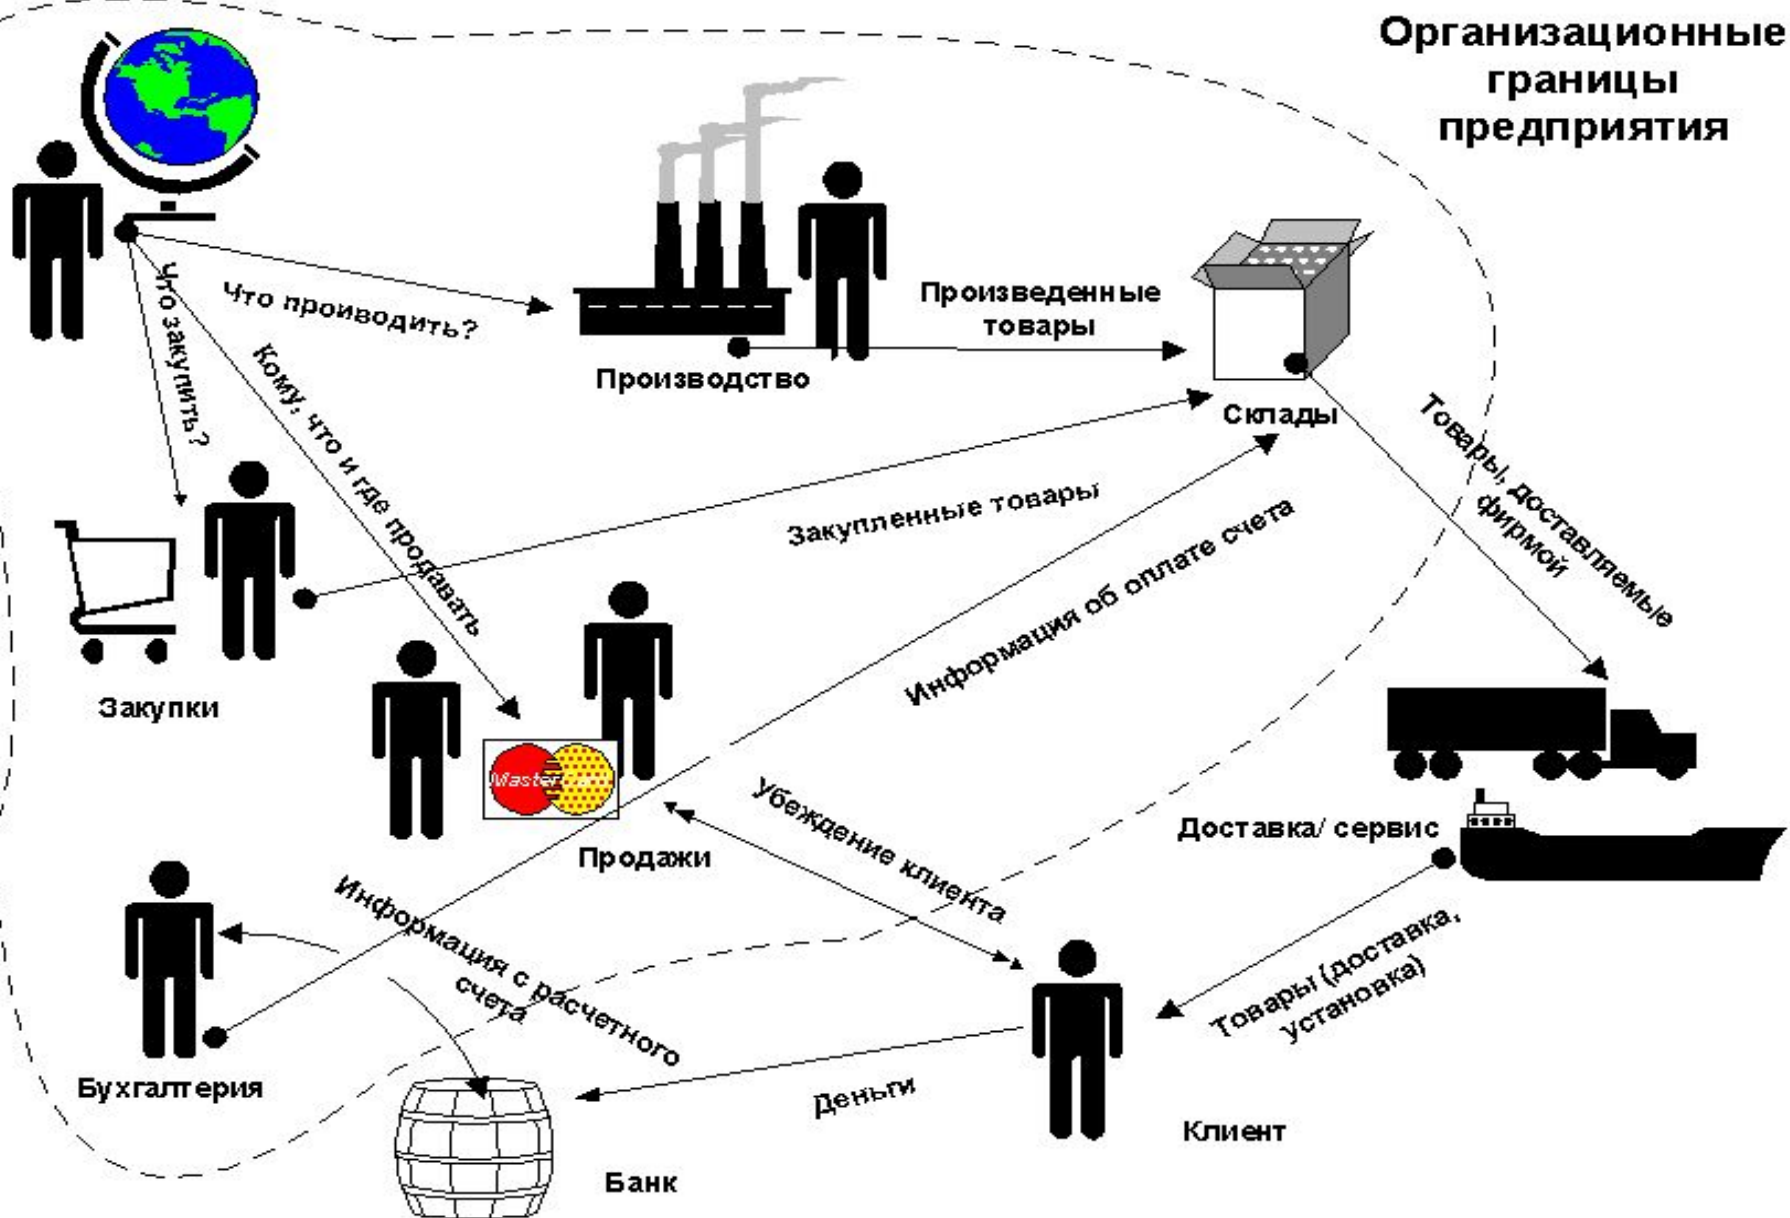 Организационные
границы
предприятия
Что проиводить?
Что закупить?
Кому, что и где продавать
Произведенные
товары
Производство
Склады
Товары, доставляемые
фирмой
Закупленные товары
Информация об оплате счета
Закупки
MasterCard
Продажи
Убеждение клиента
Доставка/ сервис
Товары (доставка,
установка)
Информация с расчетного
счета
Бухгалтерия
Деньги
Клиент
Банк